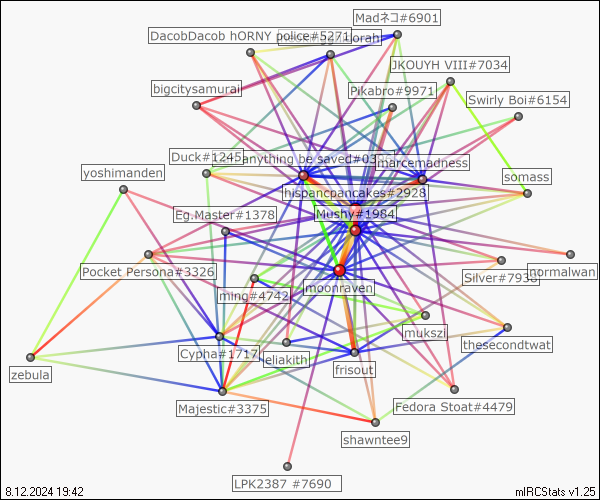 Madネコ#6901
DacobDacob hORNY police#5271
JKOUYH VIII#7034
bigcitysamurai
Pikabro#9971
Swirly Boi#6154
Duck#1245
anything be saved#03
marcemadness
yoshimanden
somass
hispancpancakes#2928
Eg.Master#1378
Mushy#1984
Pocket Persona#3326
Silver#7938
normalwan
ming#4742
moonraven
mukszi
Cypha#1717
eliakith
thesecondtwat
zebula
frisout
Majestic#3375
Fedora Stoat#4479
shawntee9
LPK2387 #7690
8.12.2024 19:42
mIRCStats v1.25